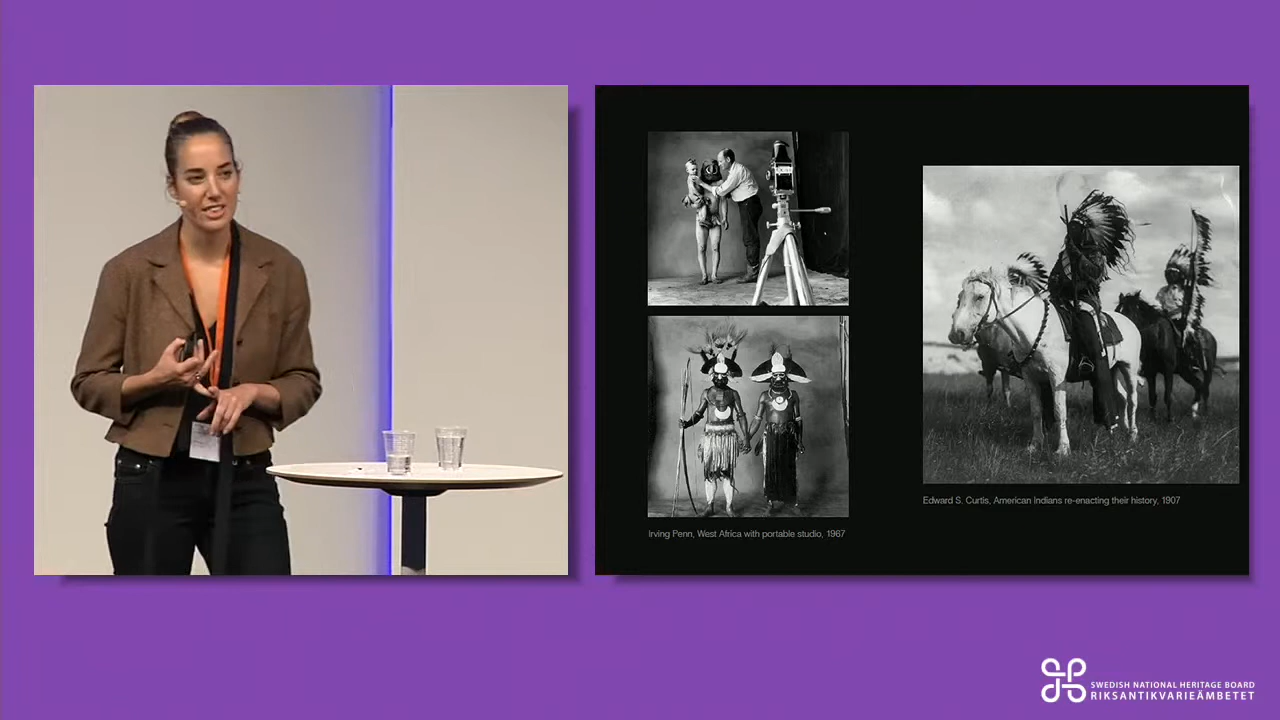 Irving Penn, West Africa with portable studio, 1967
Edward S. Curtis, American Indians re-enacting their history, 1907
SWEDISH NATIONAL HERITAGE BOARD
RIKSANTIKVARIEÄMBETET